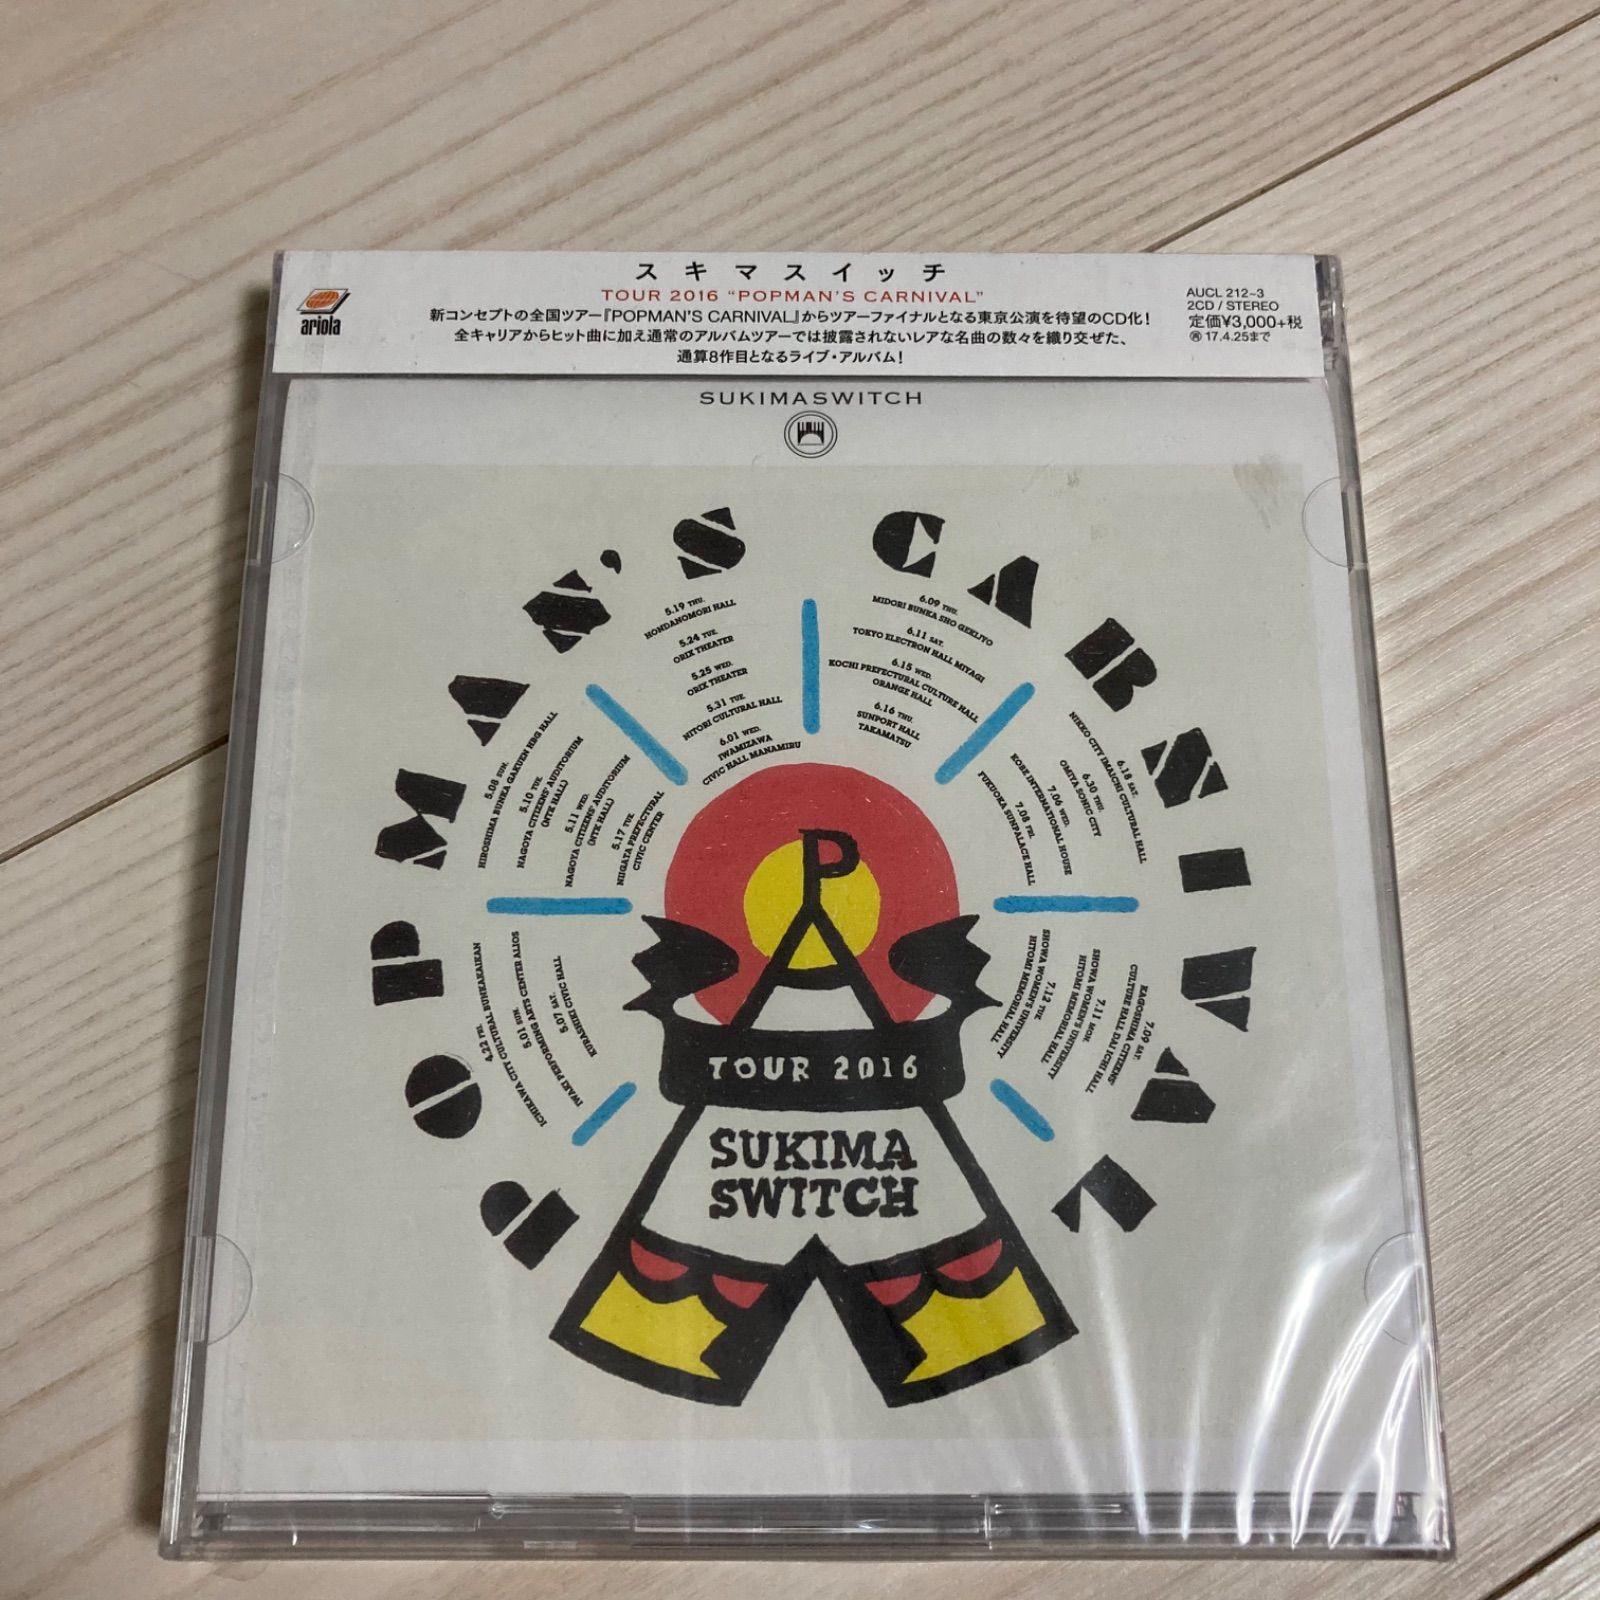 スキマスイッチ
TOUR 2016 “POPMAN'S CARNIVAL”
新コンセプトの全国ツアー『POPMAN'S CARNIVAL』からツアーファイナルとなる東京公演を待望のCD化！
全キャリアからヒット曲に加え通常のアルバムツアーでは披露されないレアな名曲の数々を織り交ぜた、
通算8作目となるライブ・アルバム！
ariola
AUCL 212~3
2CD / STEREO
定価¥3,000+税
17.4.25まで
SUKIMASWITCH
POPMAN'S CARNIVAL
4.22 FRI.
ICHIKAWA CITY CULTURAL BUNKAKAIKAN
5.01 SUN.
IWAKI PERFORMING ARTS CENTER ALIOS
5.07 SAT.
KURASHIKI CIVIC HALL
5.08 SUN.
HIROSHIMA BUNKA GAKUEN HBG HALL
5.10 TUE.
NAGOYA CITIZENS' AUDITORIUM
(NTK HALL)
5.11 WED.
NAGOYA CITIZENS' AUDITORIUM
(NTK HALL)
5.17 TUE.
NIIGATA PREFECTURAL
CIVIC CENTER
5.19 THU.
HONDANOMORI HALL
5.24 TUE.
ORIX THEATER
5.25 WED.
ORIX THEATER
5.31 TUE.
NITORI CULTURAL HALL
6.01 WED.
IWAMIZAWA
CIVIC HALL MANAMIRU
6.09 THU.
MIDORI BUNKA SHO GEKIJYO
6.11 SAT.
TOKYO ELECTRON HALL MIYAGI
6.15 WED.
KOCHI PREFECTURAL CULTURE HALL
ORANGE HALL
6.16 THU.
SUNPORT HALL
TAKAMATSU
6.18 SAT.
NIKKO CITY IMAICHI CULTURAL HALL
6.30 THU.
OMIYA SONIC CITY
7.06 WED.
KOBE INTERNATIONAL HOUSE
7.08 FRI.
FUKUOKA SUNPALACE HALL
7.09 SAT.
KAGOSHIMA CITIZENS'
CULTURE HALL DAI ICHI HALL
7.11 MON.
SHOWA WOMEN'S UNIVERSITY
HITOMI MEMORIAL HALL
7.12 TUE.
SHOWA WOMEN'S UNIVERSITY
HITOMI MEMORIAL HALL
P
TOUR 2016
SUKIMA
SWITCH